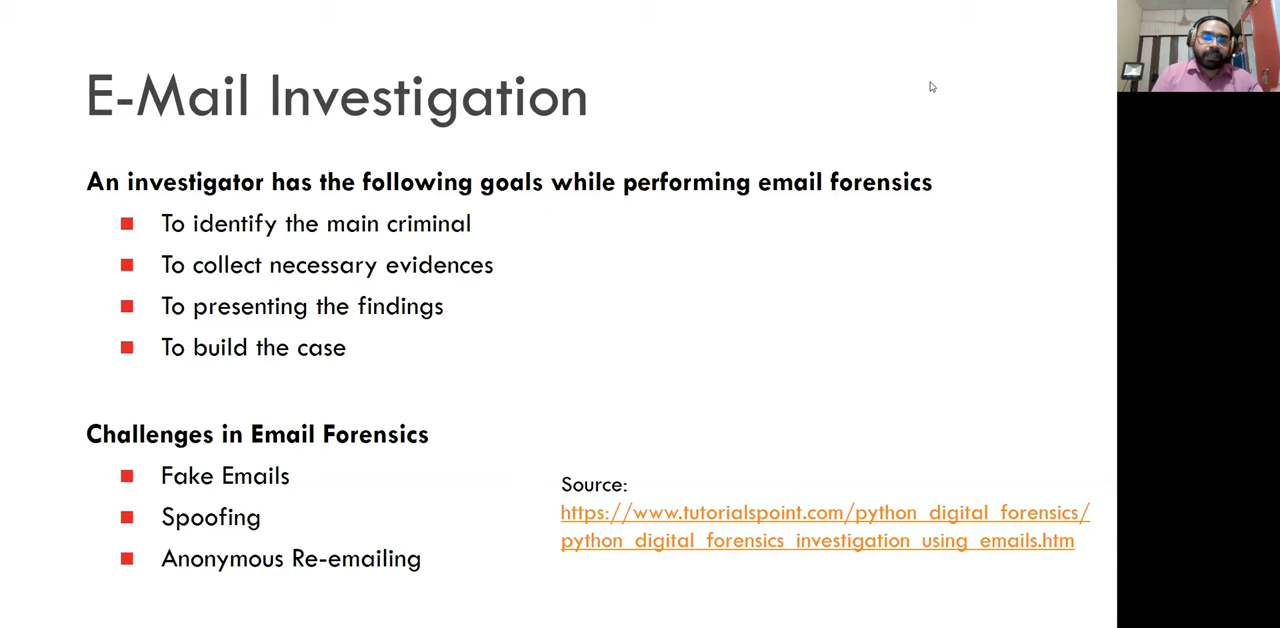 E-Mail Investigation
An investigator has the following goals while performing email forensics
To identify the main criminal
To collect necessary evidences
To presenting the findings
To build the case
Challenges in Email Forensics
Fake Emails
Spoofing
Anonymous Re-emailing
Source:
https://www.tutorialspoint.com/python_digital_forensics/
python_digital_forensics_investigation_using_emails.htm